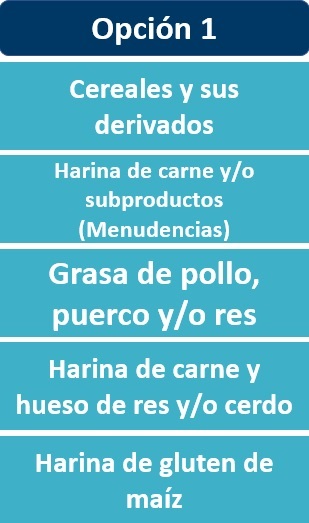 Opción 1
Cereales y sus
derivados
Harina de carne y/o
subproductos
(Menudencias)
Grasa de pollo,
puerco y/o res
Harina de carne y
hueso de res y/o cerdo
Harina de gluten de
maíz